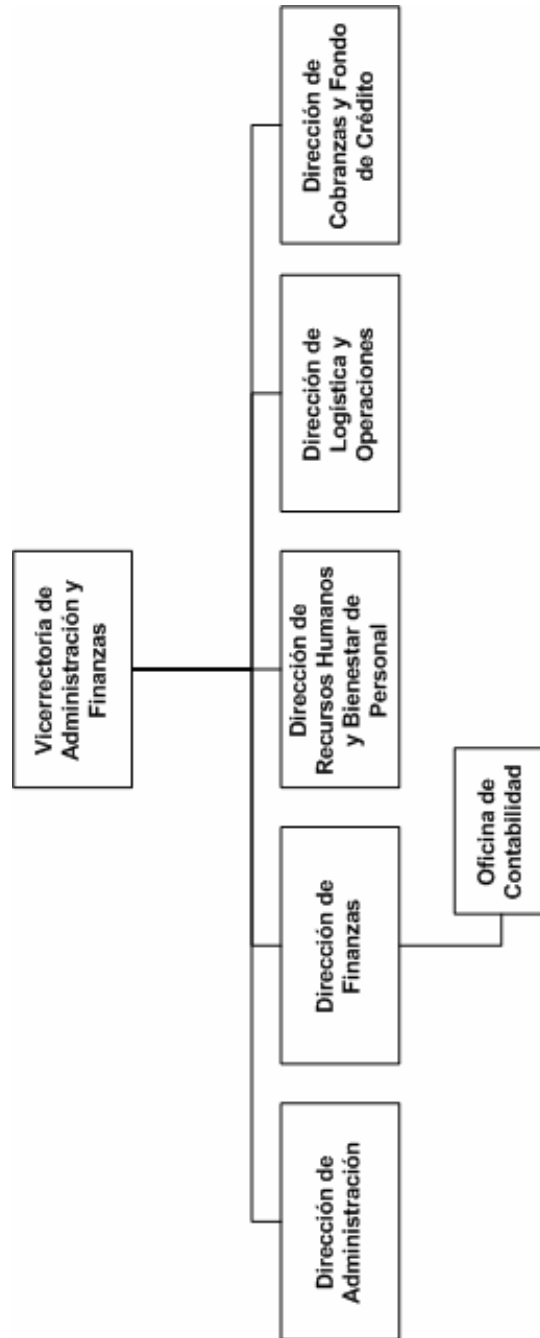 Vicerrectoria de
Administración y
Finanzas
Dirección de
Administración
Dirección de
Finanzas
Dirección de
Recursos Humanos
y Bienestar de
Personal
Dirección de
Logística y
Operaciones
Dirección de
Cobranzas y Fondo
de Crédito
Oficina de
Contabilidad